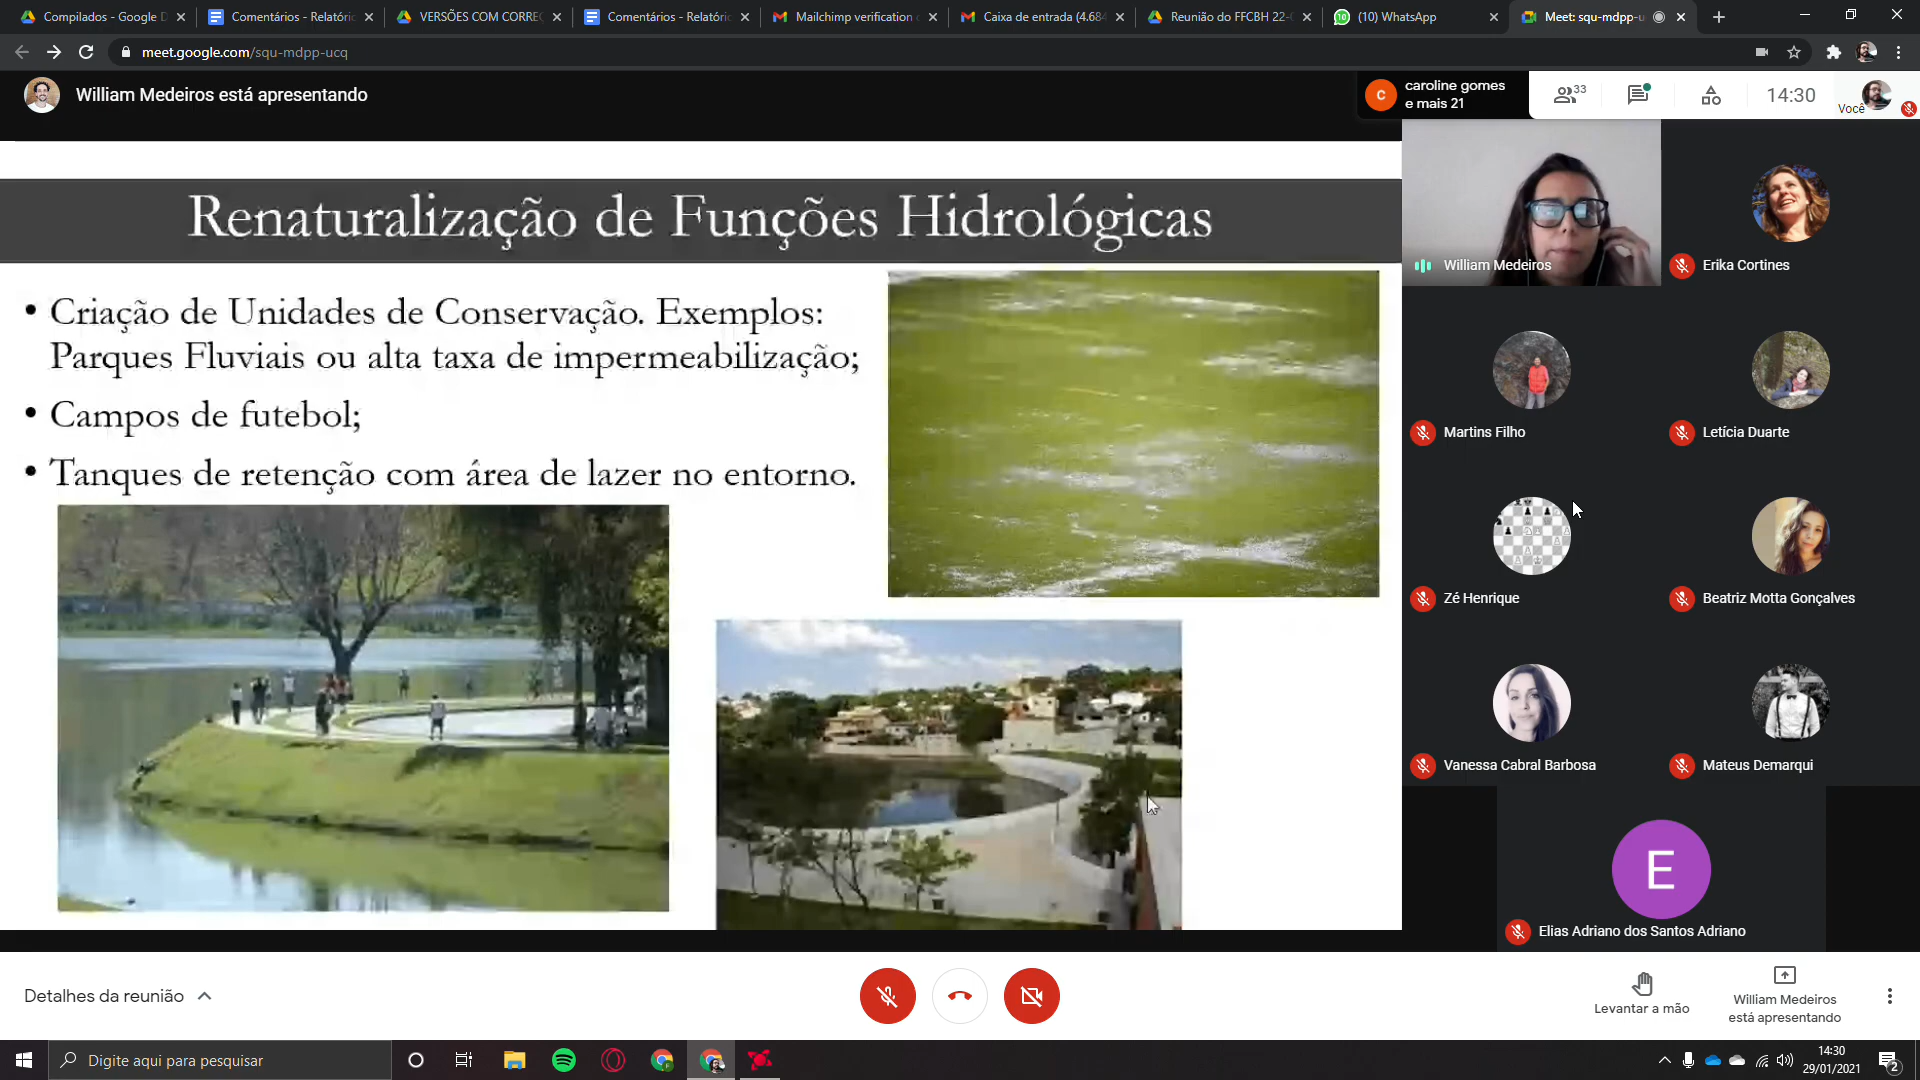 Compilados - Google D
Comentários - Relatório
VERSÕES COM CORREÇ
Comentários - Relatório
Mailchimp verification c
Caixa de entrada (4.684
Reunião do FFCBH 22-0
(10) WhatsApp
Meet: squ-mdpp-u
meet.google.com/squ-mdpp-ucq
William Medeiros está apresentando
caroline gomes
e mais 21
C
33
14:30
Você
Renaturalização de Funções Hidrológicas
• Criação de Unidades de Conservação. Exemplos:
Parques Fluviais ou alta taxa de impermeabilização;
• Campos de futebol;
• Tanques de retenção com área de lazer no entorno.
William Medeiros
Erika Cortines
Martins Filho
Letícia Duarte
Zé Henrique
Beatriz Motta Gonçalves
Vanessa Cabral Barbosa
Mateus Demarqui
E
Elias Adriano dos Santos Adriano
Detalhes da reunião
Levantar a mão
William Medeiros
está apresentando
Digite aqui para pesquisar
14:30
29/01/2021
2